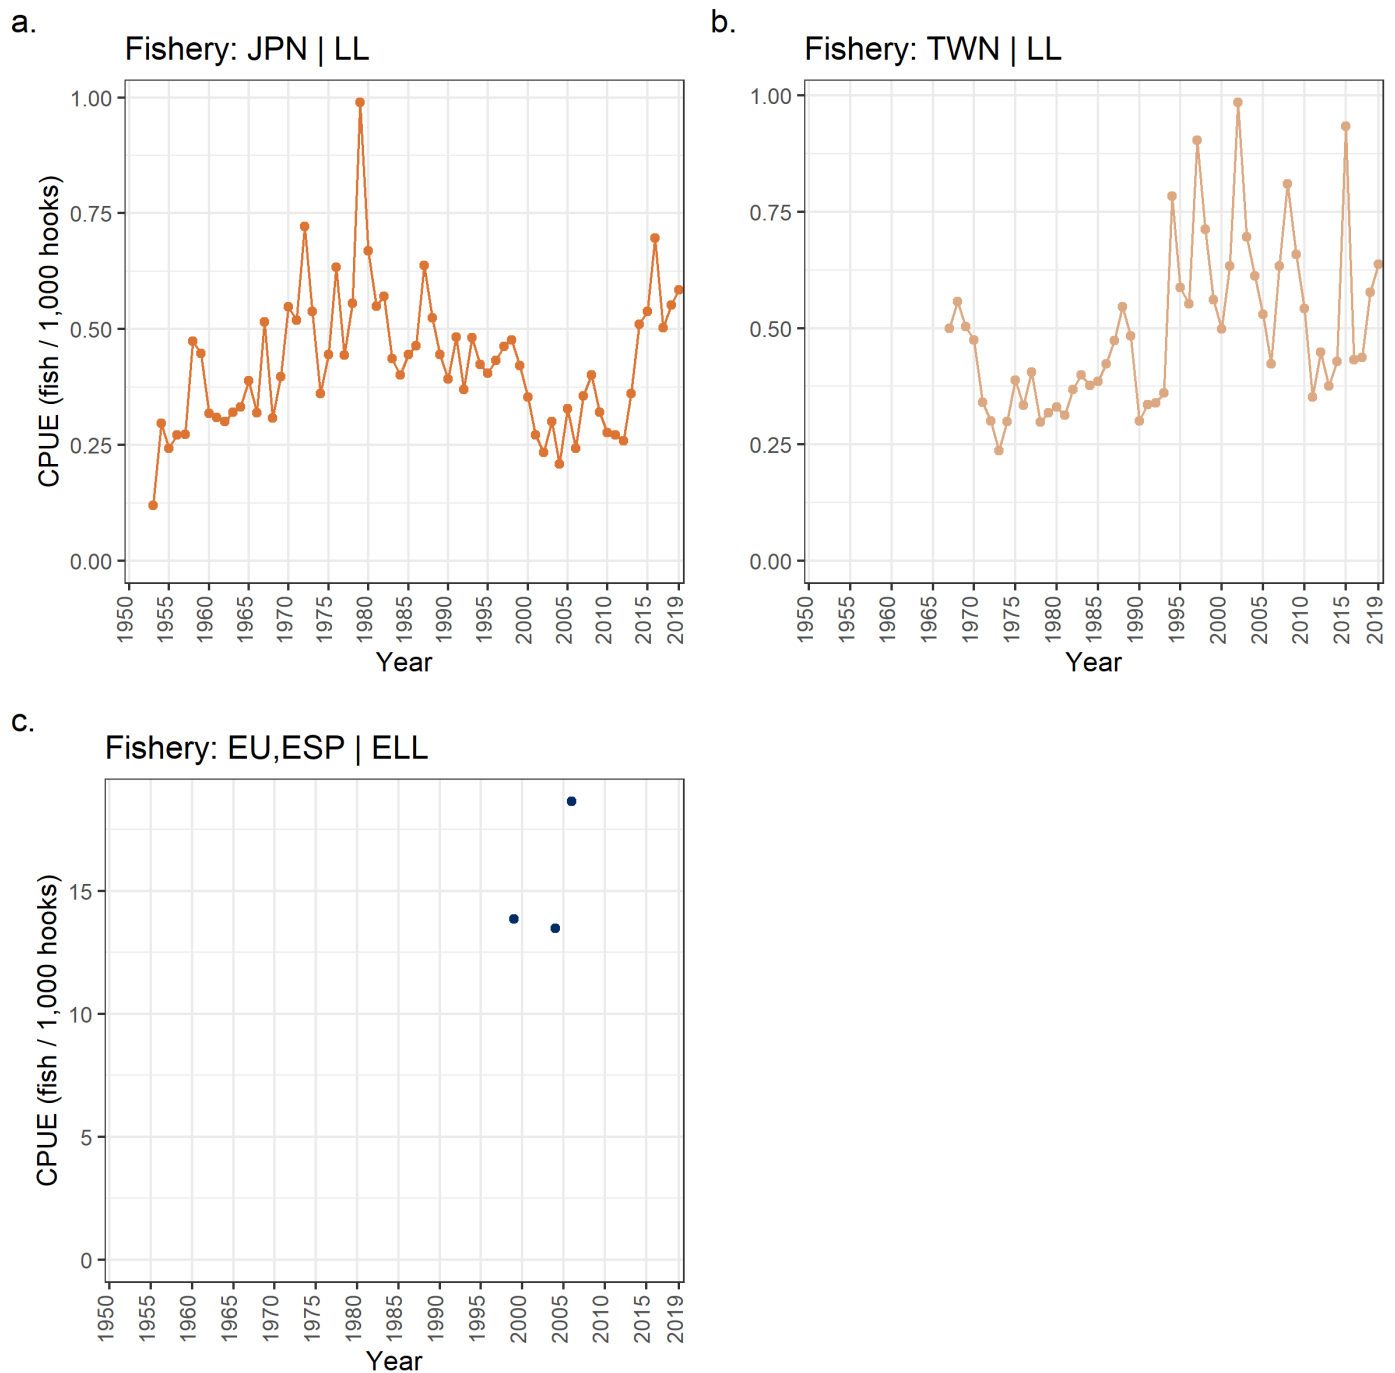 a.
Fishery: JPN | LL
CPUE (fish / 1,000 hooks)
1.00
0.75
0.50
0.25
0.00
1950 1955 1960 1965 1970 1975 1980 1985 1990 1995 2000 2005 2010 2015 2019
Year
b.
Fishery: TWN | LL
1.00
0.75
0.50
0.25
0.00
1950 1955 1960 1965 1970 1975 1980 1985 1990 1995 2000 2005 2010 2015 2019
Year
c.
Fishery: EU,ESP | ELL
CPUE (fish / 1,000 hooks)
15
10
5
0
1950 1955 1960 1965 1970 1975 1980 1985 1990 1995 2000 2005 2010 2015 2019
Year